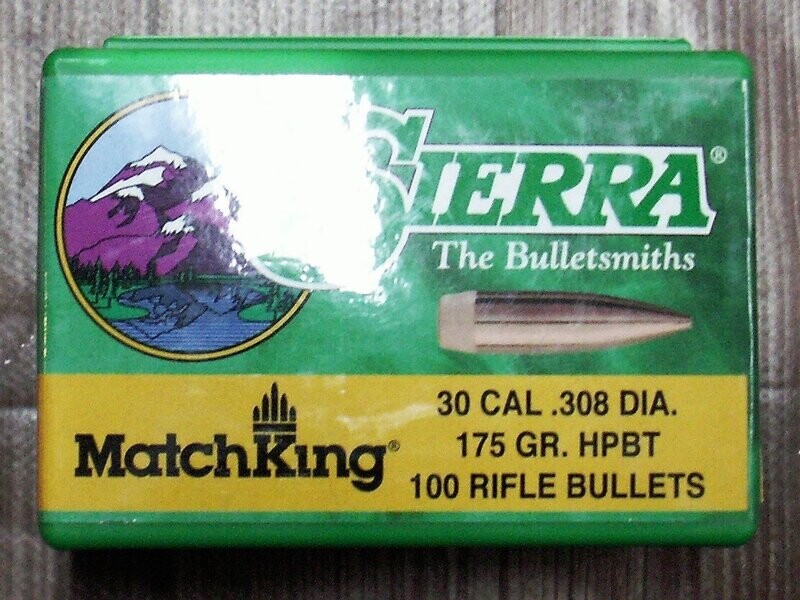 SIERRA®
The Bulletsmiths
MatchKing®
30 CAL .308 DIA.
175 GR. HPBT
100 RIFLE BULLETS